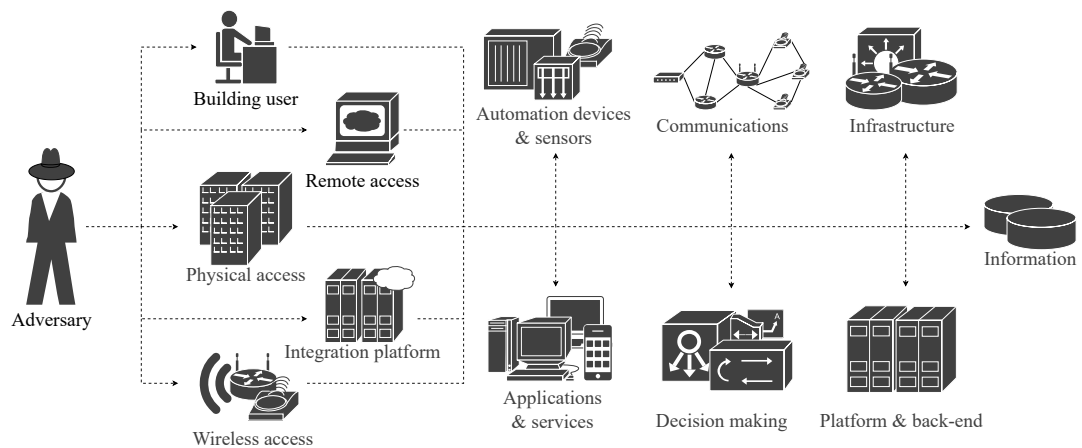 Building user
Remote access
Adversary
Physical access
Integration platform
Wireless access
Automation devices
& sensors
Communications
Infrastructure
Information
Applications
& services
Decision making
Platform & back-end
A